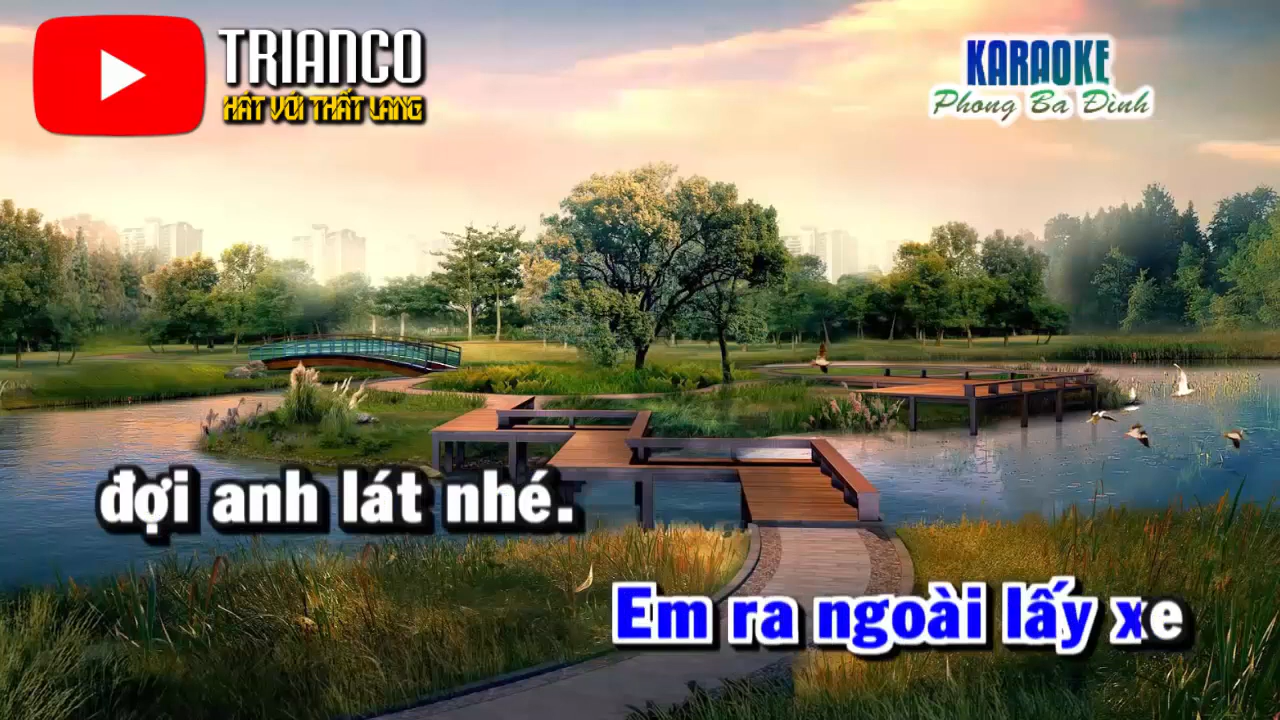 TRIANCO
HÁT VỚI THẤT LANG
KARAOKE
Phong Ba Đình
đợi anh lát nhé.
Em ra ngoài lấy xe